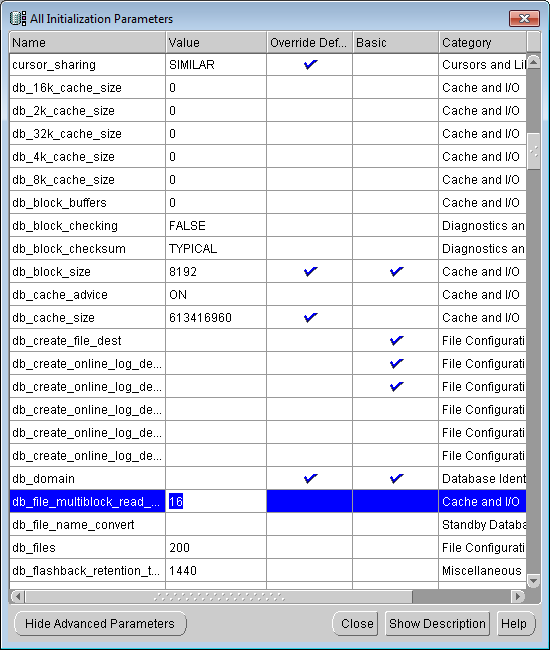 All Initialization Parameters
Name Value Override Def... Basic Category
cursor_sharing SIMILAR Cursors and Lil
db_16k_cache_size 0 Cache and I/O
db_2k_cache_size 0 Cache and I/O
db_32k_cache_size 0 Cache and I/O
db_4k_cache_size 0 Cache and I/O
db_8k_cache_size 0 Cache and I/O
db_block_buffers 0 Cache and I/O
db_block_checking FALSE Diagnostics an
db_block_checksum TYPICAL Diagnostics an
db_block_size 8192 Cache and I/O
db_cache_advice ON Cache and I/O
db_cache_size 613416960 Cache and I/O
db_create_file_dest File Configurati
db_create_online_log_de... File Configurati
db_create_online_log_de... File Configurati
db_create_online_log_de... File Configurati
db_create_online_log_de... File Configurati
db_create_online_log_de... File Configurati
db_domain Database Ident
db_file_multiblock_read_... 16 Cache and I/O
db_file_name_convert Standby Databa
db_files 200 File Configurati
db_flashback_retention_t... 1440 Miscellaneous
Hide Advanced Parameters Close Show Description Help